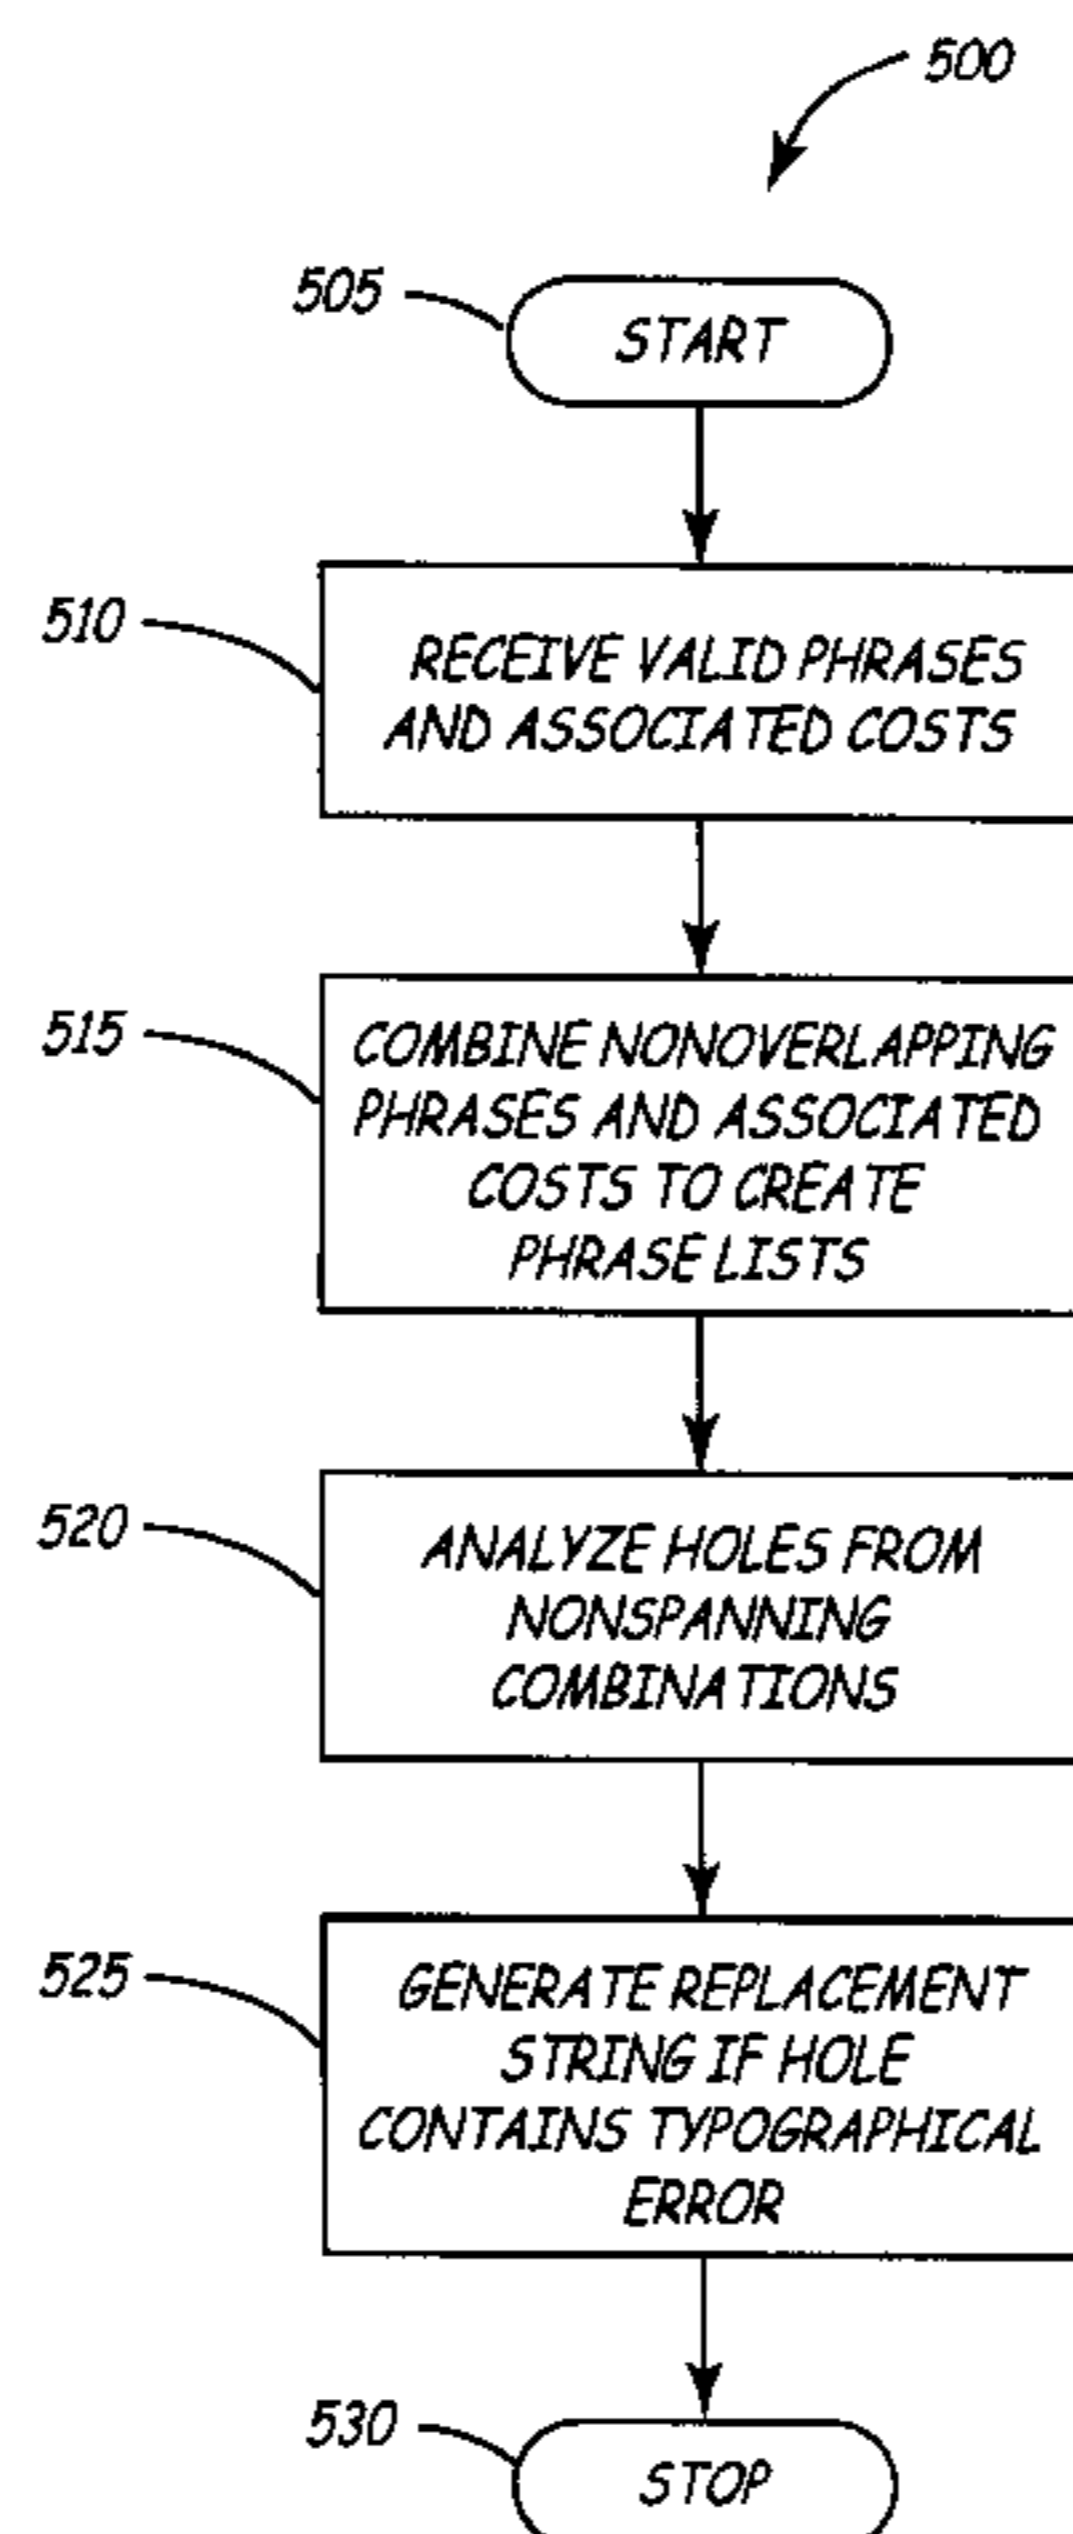 500
505
START
510
RECEIVE VALID PHRASES
AND ASSOCIATED COSTS
515
COMBINE NONOVERLAPPING
PHRASES AND ASSOCIATED
COSTS TO CREATE
PHRASE LISTS
520
ANALYZE HOLES FROM
NONSPANNING
COMBINATIONS
525
GENERATE REPLACEMENT
STRING IF HOLE
CONTAINS TYPOGRAPHICAL
ERROR
530
STOP